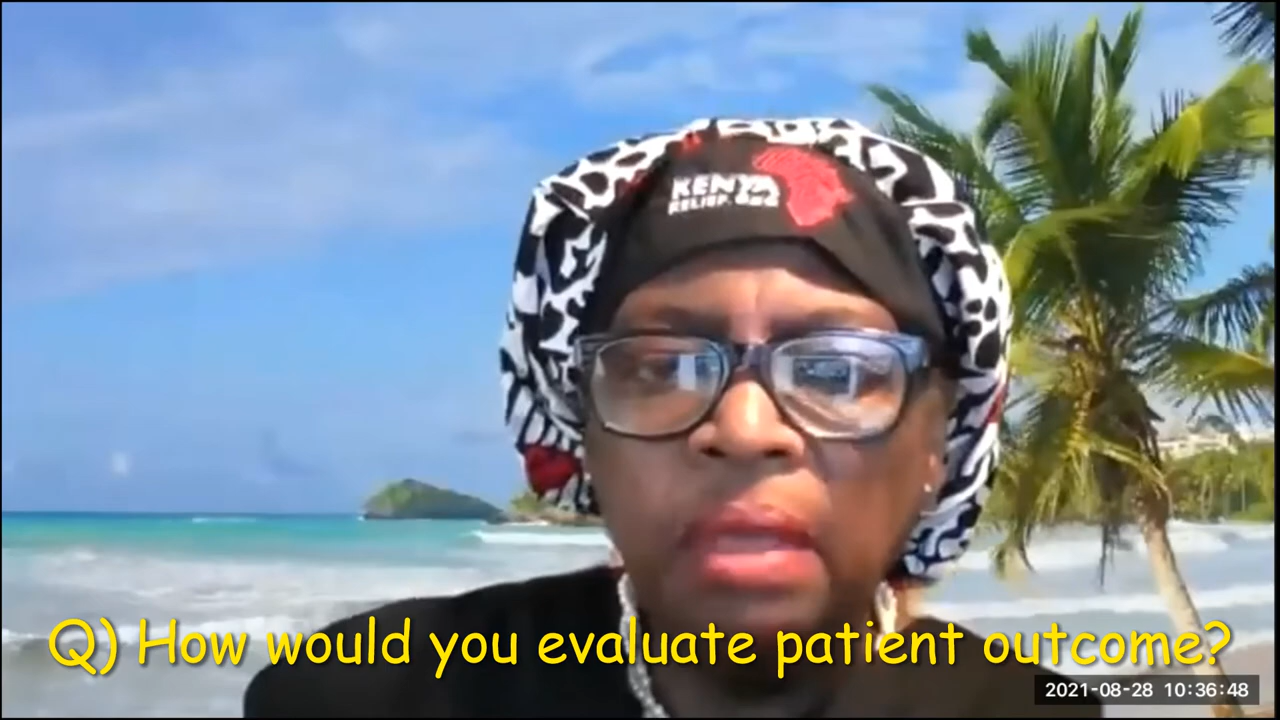 KENYA
RELIEF.ORG
Q) How would you evaluate patient outcome?
2021-08-28 10:36:48